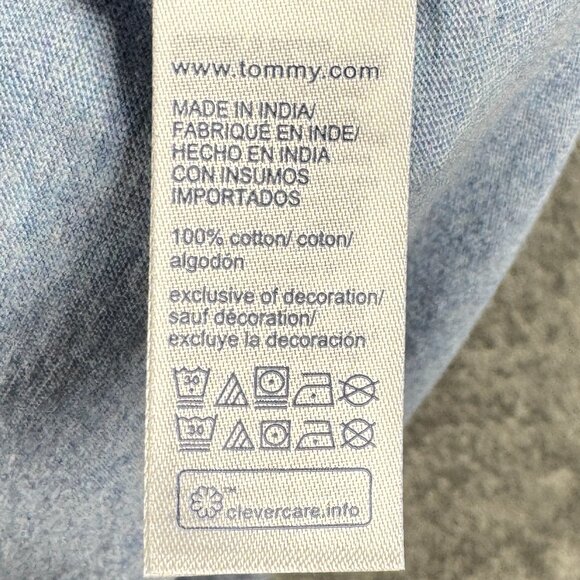 www.tommy.com
MADE IN INDIA/
FABRIQUE EN INDE/
HECHO EN INDIA
CON INSUMOS
IMPORTADOS
100% cotton/ coton/
algodón
exclusive of decoration/
sauf décoration/
excluye la decoración
30
30
™
clevercare.info